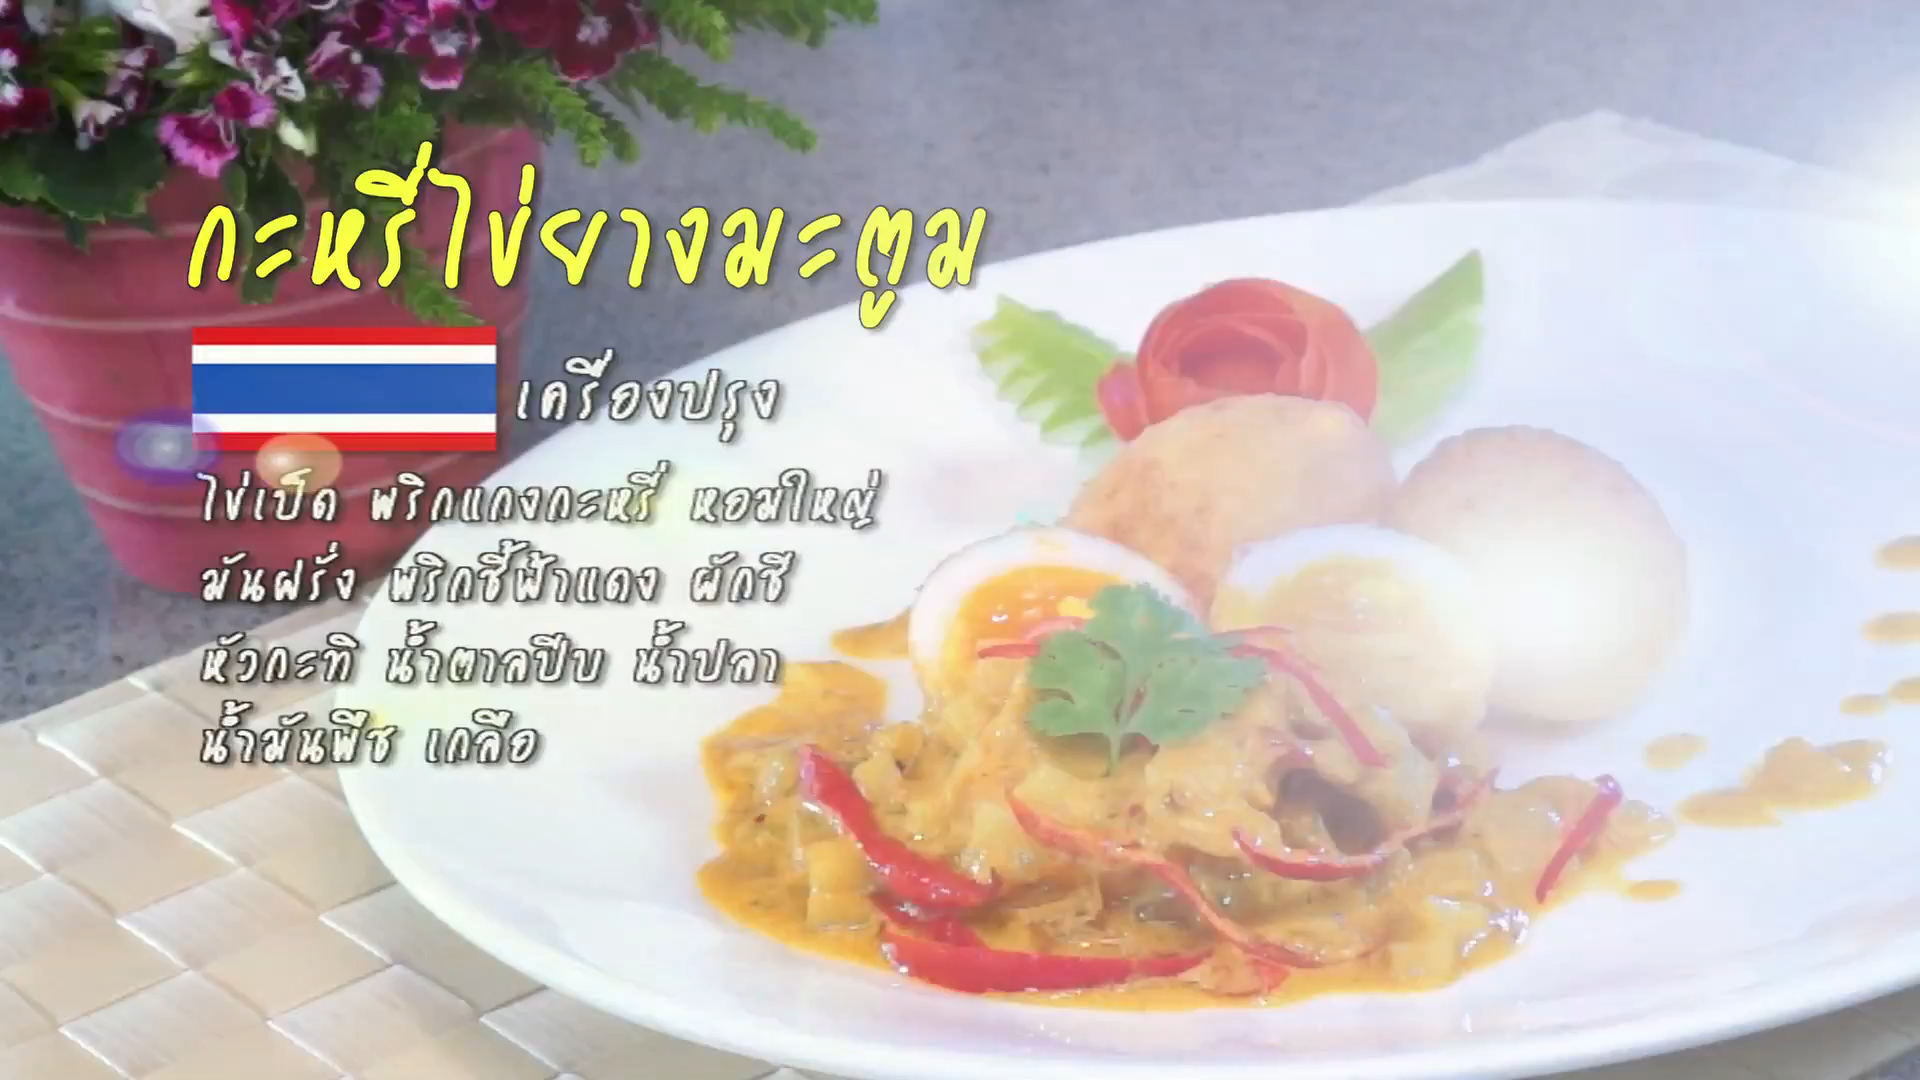 กะหรี่ไข่ยางมะตูม
เครื่องปรุง
ไข่เป็ด พริกแกงกะหรี่ หอมใหญ่
มันฝรั่ง พริกชี้ฟ้าแดง ผักชี
หัวกะทิ น้ำตาลปีบ น้ำปลา
น้ำมันพืช เกลือ